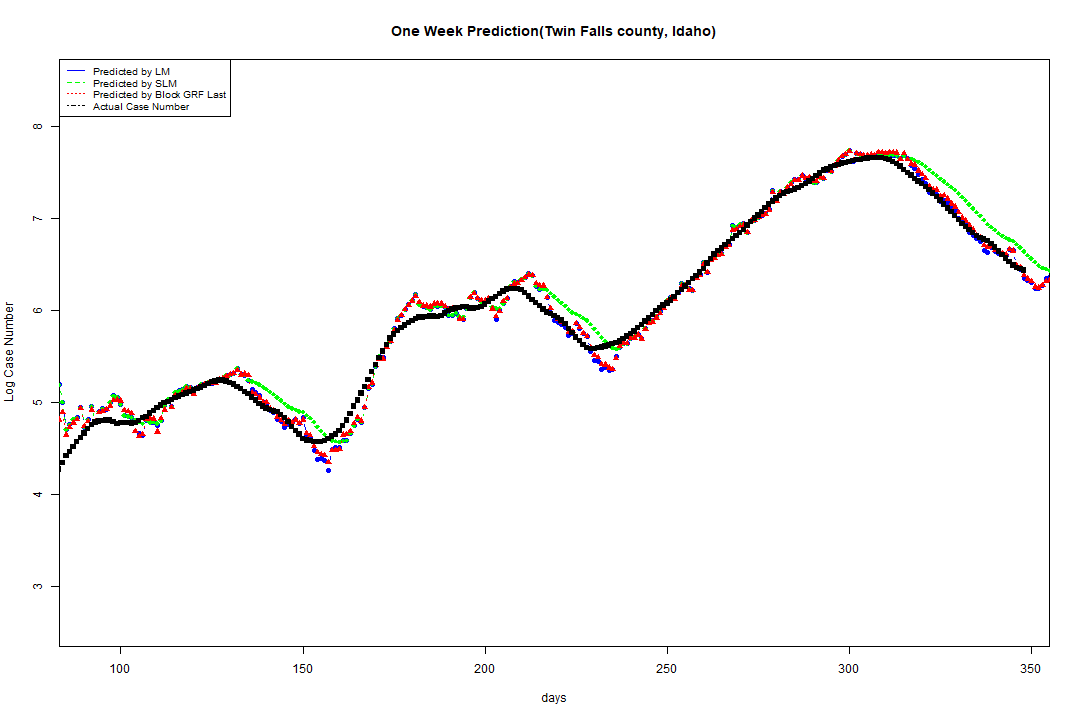 One Week Prediction(Twin Falls county, Idaho)
Predicted by LM
Predicted by SLM
Predicted by Block GRF Last
Actual Case Number
8
7
6
5
4
3
Log Case Number
100 150 200 250 300 350
days